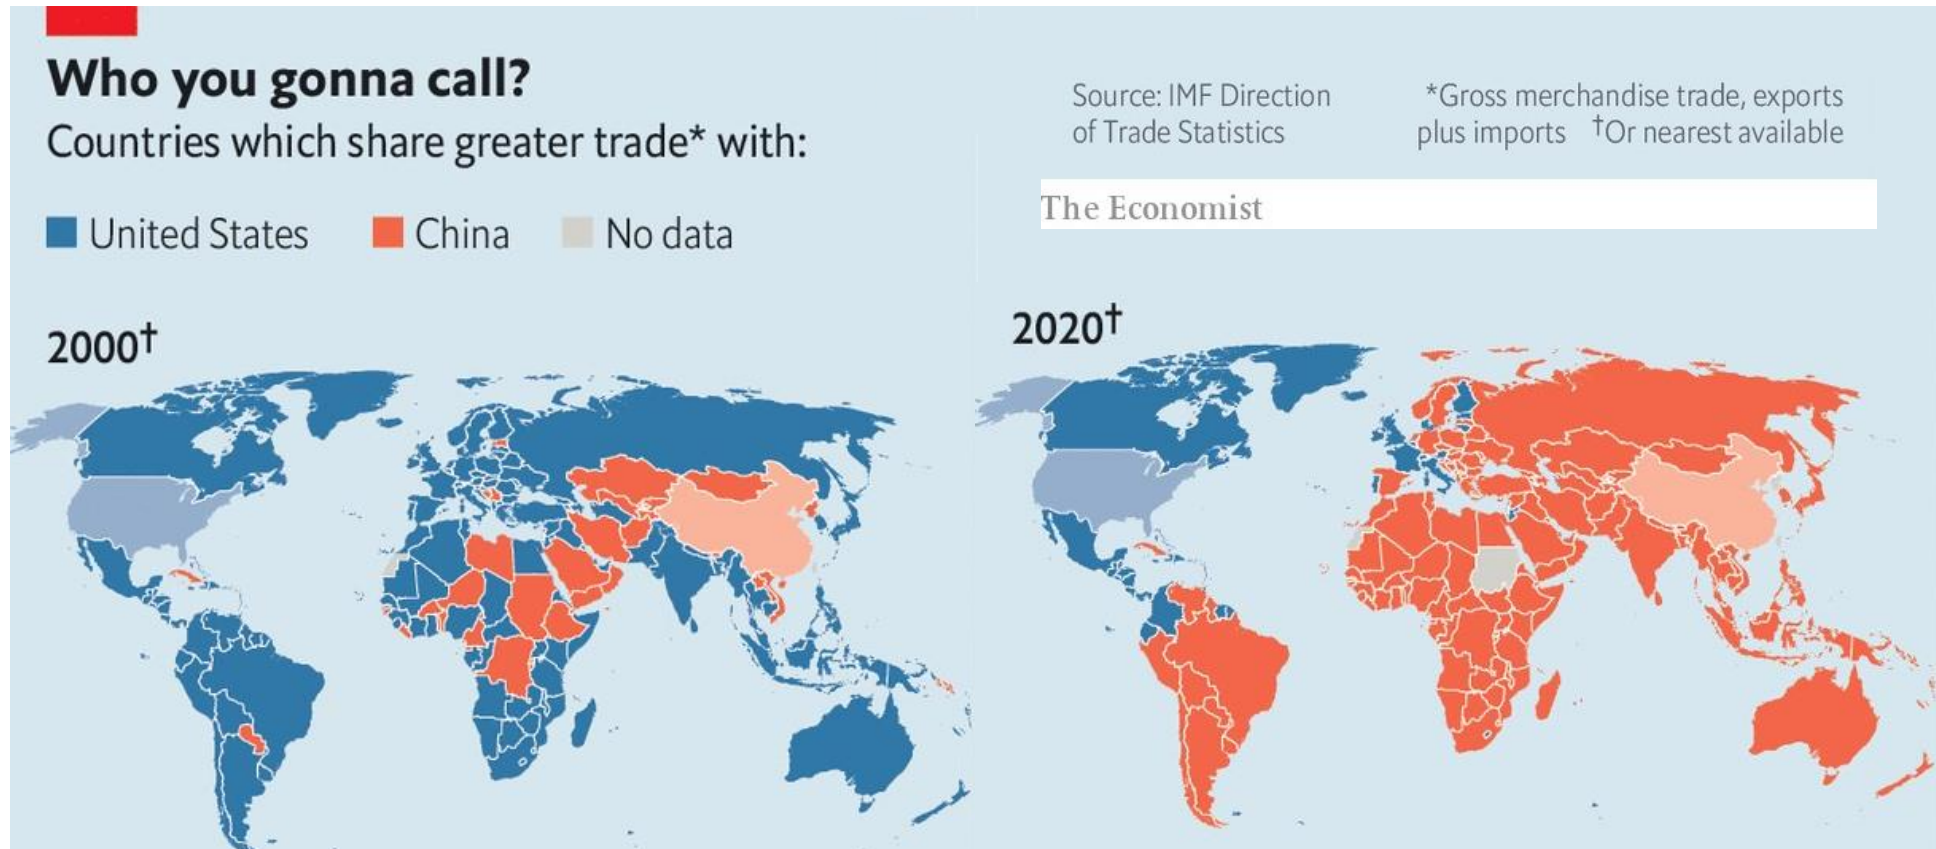 Who you gonna call?
Countries which share greater trade* with:
United States
China
No data
Source: IMF Direction
of Trade Statistics
*Gross merchandise trade, exports
plus imports †Or nearest available
The Economist
2000†
2020†